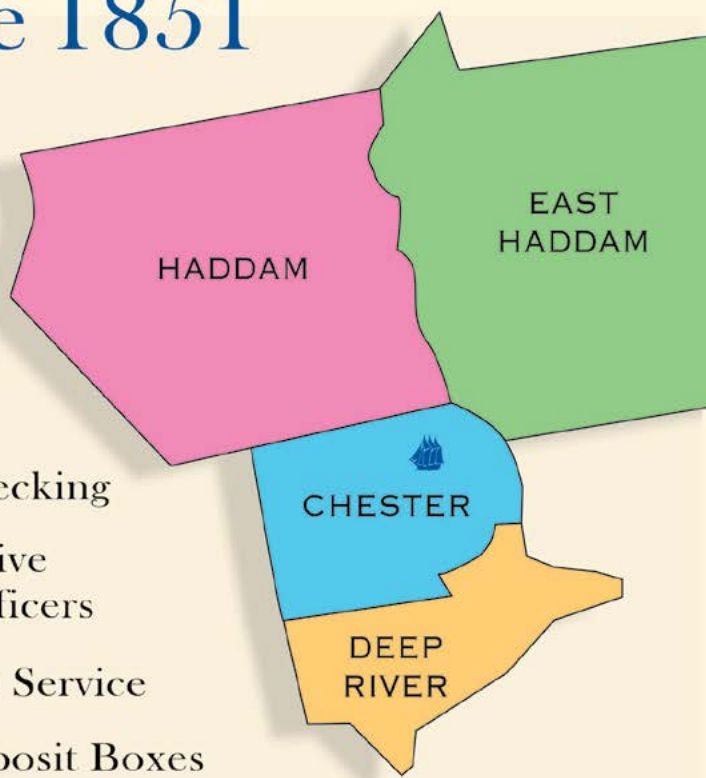 e 1851
EAST
HADDAM
HADDAM
CHESTER
ecking
ive
ficers
Service
DEEP
RIVER
posit Boxes